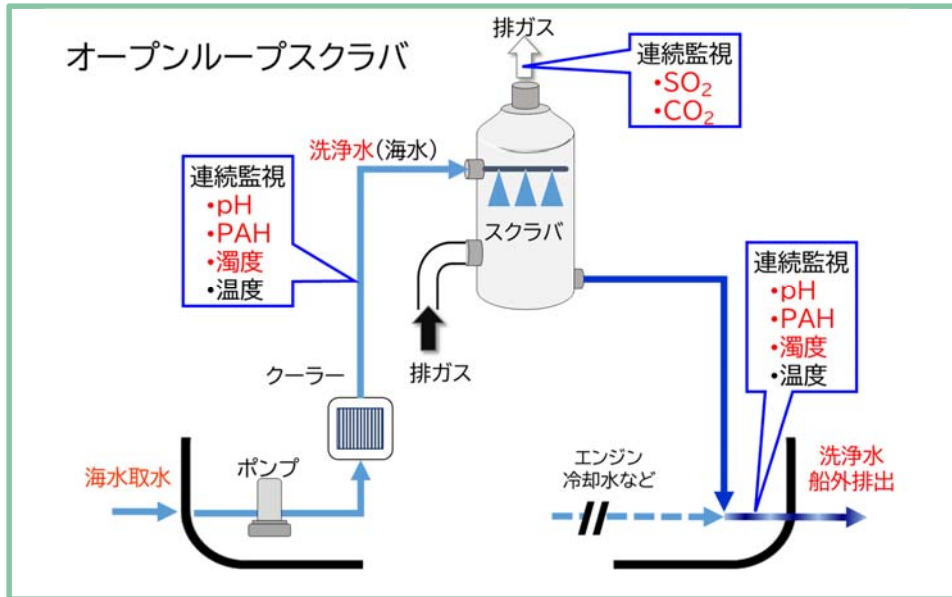 オープンループスクラバ
排ガス
連続監視
・SO₂
・CO₂
洗浄水(海水)
連続監視
・pH
・PAH
・濁度
・温度
スクラバ
連続監視
・pH
・PAH
・濁度
・温度
排ガス
クーラー
海水取水
ポンプ
エンジン
冷却水など
洗浄水
船外排出